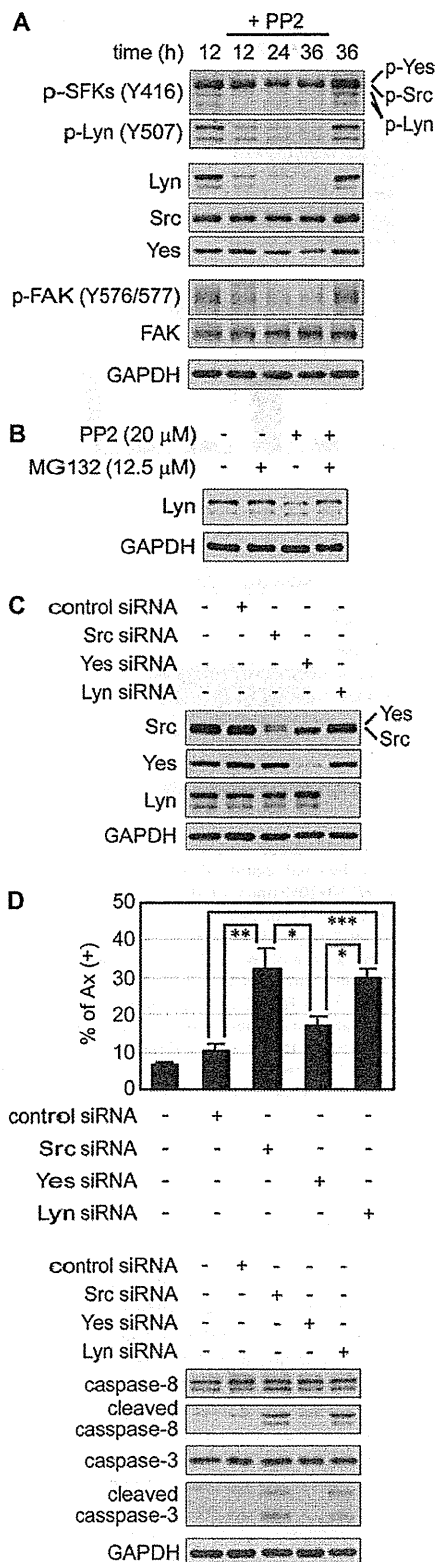 A
+ PP2
time (h) 12 12 24 36 36
p-SFKs (Y416)
p-Yes
p-Src
p-Lyn
p-Lyn (Y507)
Lyn
Src
Yes
p-FAK (Y576/577)
FAK
GAPDH
B
PP2 (20 μM) - - + +
MG132 (12.5 μM) - + - +
Lyn
GAPDH
C
control siRNA - + - - -
Src siRNA - - + - -
Yes siRNA - - - + -
Lyn siRNA - - - - +
Src
Yes
Src
Yes
Lyn
GAPDH
D
% of Ax (+)
50
40
30
20
10
0
***
** *
*
control siRNA - + - - -
Src siRNA - - + - -
Yes siRNA - - - + -
Lyn siRNA - - - - +
control siRNA - + - - -
Src siRNA - - + - -
Yes siRNA - - - + -
Lyn siRNA - - - - +
caspase-8
cleaved
casspase-8
caspase-3
cleaved
casspase-3
GAPDH